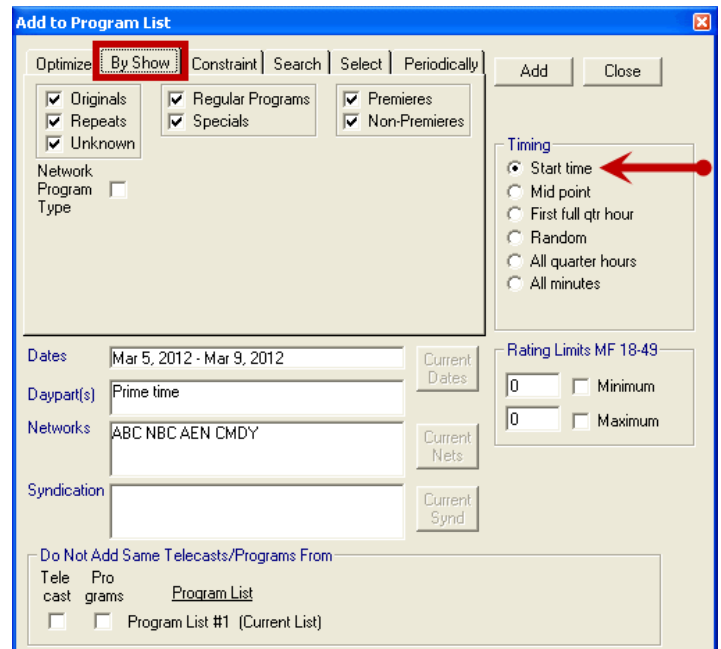 Add to Program List
Optimize By Show Constraint Search Select Periodically
Add Close
Originals
Repeats
Unknown
Regular Programs
Specials
Premieres
Non-Premieres
Network
Program
Type
Timing
Start time
Mid point
First full qtr hour
Random
All quarter hours
All minutes
Dates Mar 5, 2012 - Mar 9, 2012
Current
Dates
Daypart(s) Prime time
Networks ABC NBC AEN CMDY
Current
Nets
Syndication
Current
Synd
Rating Limits MF 18-49
0 Minimum
0 Maximum
Do Not Add Same Telecasts/Programs From
Tele Pro
cast grams Program List
Program List #1 (Current List)